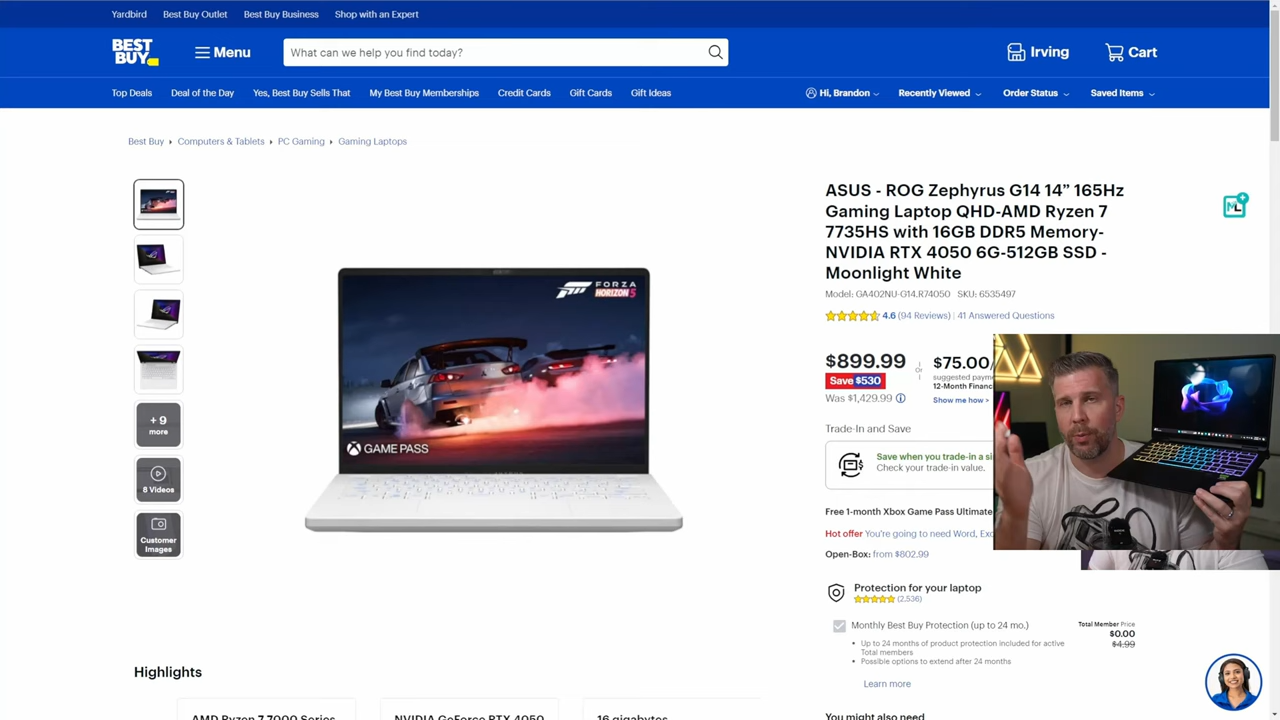 Yardbird Best Buy Outlet Best Buy Business Shop with an Expert
BEST BUY
Menu
What can we help you find today?
Irving
Cart
Top Deals Deal of the Day Yes, Best Buy Sells That My Best Buy Memberships Credit Cards Gift Cards Gift Ideas
Hi, Brandon Recently Viewed Order Status Saved Items
Best Buy Computers & Tablets PC Gaming Gaming Laptops
+ 9
more
8 Videos
Customer
Images
FORZA
HORIZON 5
GAME PASS
ASUS - ROG Zephyrus G14 14” 165Hz
Gaming Laptop QHD-AMD Ryzen 7
7735HS with 16GB DDR5 Memory-
NVIDIA RTX 4050 6G-512GB SSD -
Moonlight White
Model: GA402NU-G14.R74050 SKU: 6535497
4.6 (94 Reviews) | 41 Answered Questions
ML
$899.99
Save $530
Was $1,429.99
Or
$75.00/
suggested payme
12-Month Financ
Show me how >
Trade-In and Save
Save when you trade-in a si
Check your trade-in value.
Free 1-month Xbox Game Pass Ultimate
Hot offer You're going to need Word, Exc
Open-Box: from $802.99
Protection for your laptop
(2,536)
Monthly Best Buy Protection (up to 24 mo.)
Total Member Price
$0.00
$4.99
• Up to 24 months of product protection included for active
Total members
• Possible options to extend after 24 months
Learn more
You might also need
Highlights
AMD Ryzen 7 7000 Series
NVIDIA GeForce RTX 4050
16 gigabytes